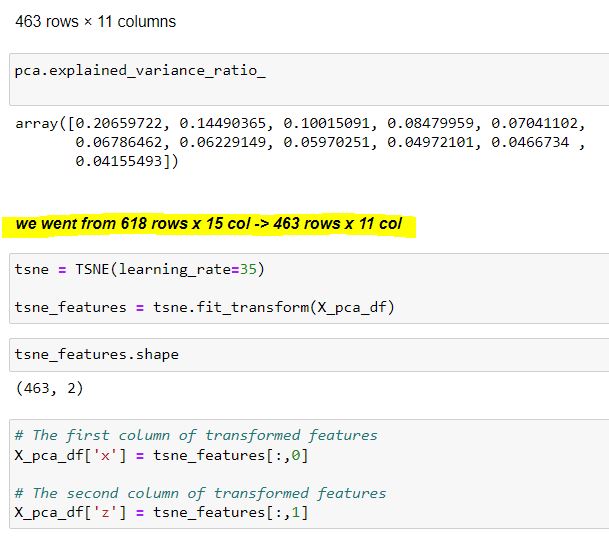 463 rows × 11 columns
pca.explained_variance_ratio_
array([0.20659722, 0.14490365, 0.10015091, 0.08479959, 0.07041102,
0.06786462, 0.06229149, 0.05970251, 0.04972101, 0.0466734 ,
0.04155493])
we went from 618 rows x 15 col -> 463 rows x 11 col
tsne = TSNE(learning_rate=35)
tsne_features = tsne.fit_transform(X_pca_df)
tsne_features.shape
(463, 2)
# The first column of transformed features
X_pca_df['x'] = tsne_features[:,0]
# The second column of transformed features
X_pca_df['z'] = tsne_features[:,1]